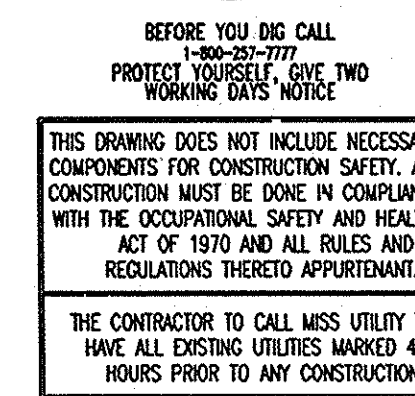 BEFORE YOU DIG CALL
1-800-257-7777
PROTECT YOURSELF, GIVE TWO
WORKING DAYS NOTICE
THIS DRAWING DOES NOT INCLUDE NECESSA
COMPONENTS FOR CONSTRUCTION SAFETY. A
CONSTRUCTION MUST BE DONE IN COMPLIAN
WITH THE OCCUPATIONAL SAFETY AND HEAL
ACT OF 1970 AND ALL RULES AND
REGULATIONS THERETO APPURTENANT.
THE CONTRACTOR TO CALL MISS UTILITY
HAVE ALL EXISTING UTILITIES MARKED 4
HOURS PRIOR TO ANY CONSTRUCTION